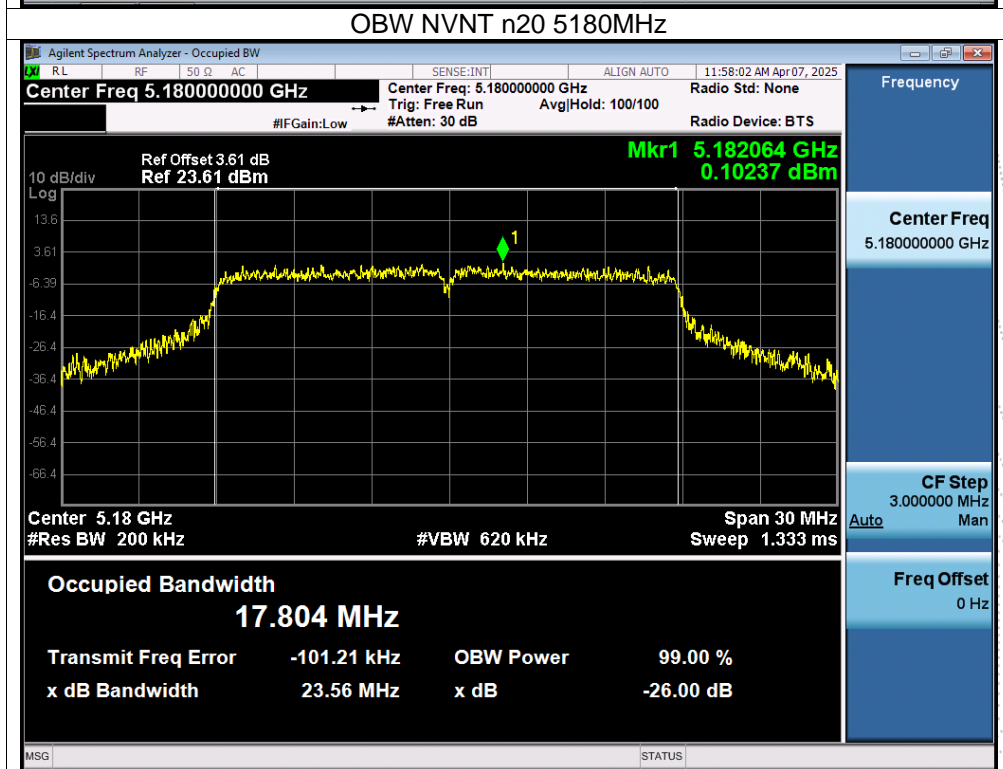 OBW NVNT n20 5180MHz
Agilent Spectrum Analyzer - Occupied BW
LXI RL RF 50 Ω AC SENSE:INT ALIGN AUTO 11:58:02 AM Apr 07, 2025
Center Freq 5.180000000 GHz
Center Freq: 5.180000000 GHz
Radio Std: None
Trig: Free Run Avg|Hold: 100/100
#IFGain:Low
#Atten: 30 dB
Radio Device: BTS
Frequency
Mkr1 5.182064 GHz
0.10237 dBm
Ref Offset 3.61 dB
10 dB/div Ref 23.61 dBm
Log
13.6
1
3.61
-6.39
-16.4
-26.4
-36.4
-46.4
-56.4
-66.4
Center Freq
5.180000000 GHz
Center 5.18 GHz Span 30 MHz
#Res BW 200 kHz #VBW 620 kHz Sweep 1.333 ms
CF Step
3.000000 MHz
Auto Man
Occupied Bandwidth
17.804 MHz
Freq Offset
0 Hz
Transmit Freq Error -101.21 kHz OBW Power 99.00 %
x dB Bandwidth 23.56 MHz x dB -26.00 dB
MSG STATUS